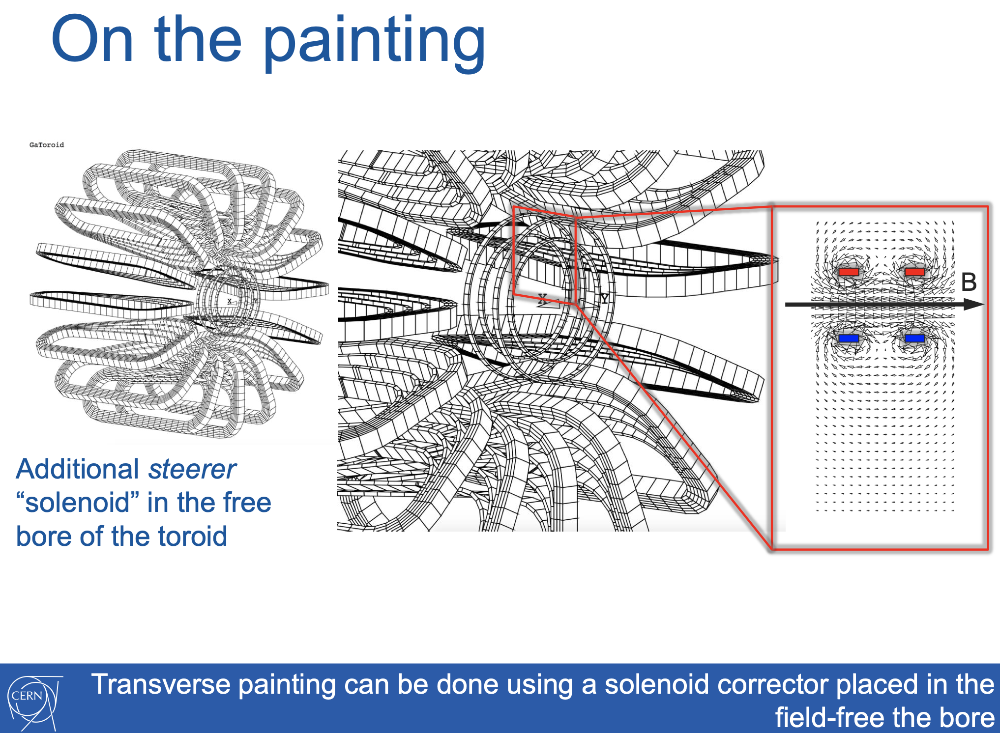 On the painting
GaToroid
X
Y
X
Y
B
Additional steerer
“solenoid” in the free
bore of the toroid
CERN
Transverse painting can be done using a solenoid corrector placed in the
field-free the bore